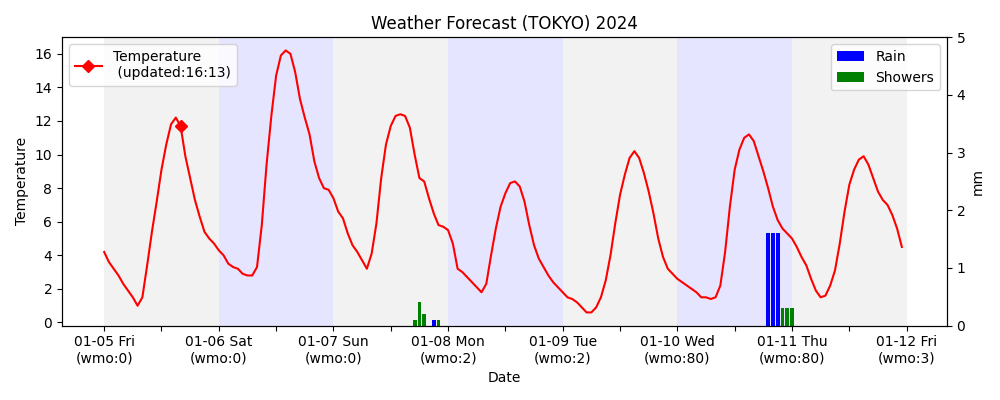 Weather Forecast (TOKYO) 2024
Temperature
(updated:16:13)
Rain
Showers
Temperature
16
14
12
10
8
6
4
2
0
5
4
3
2
1
0
mm
01-05 Fri
(wmo:0)
01-06 Sat
(wmo:0)
01-07 Sun
(wmo:0)
01-08 Mon
(wmo:2)
01-09 Tue
(wmo:2)
01-10 Wed
(wmo:80)
01-11 Thu
(wmo:80)
01-12 Fri
(wmo:3)
Date